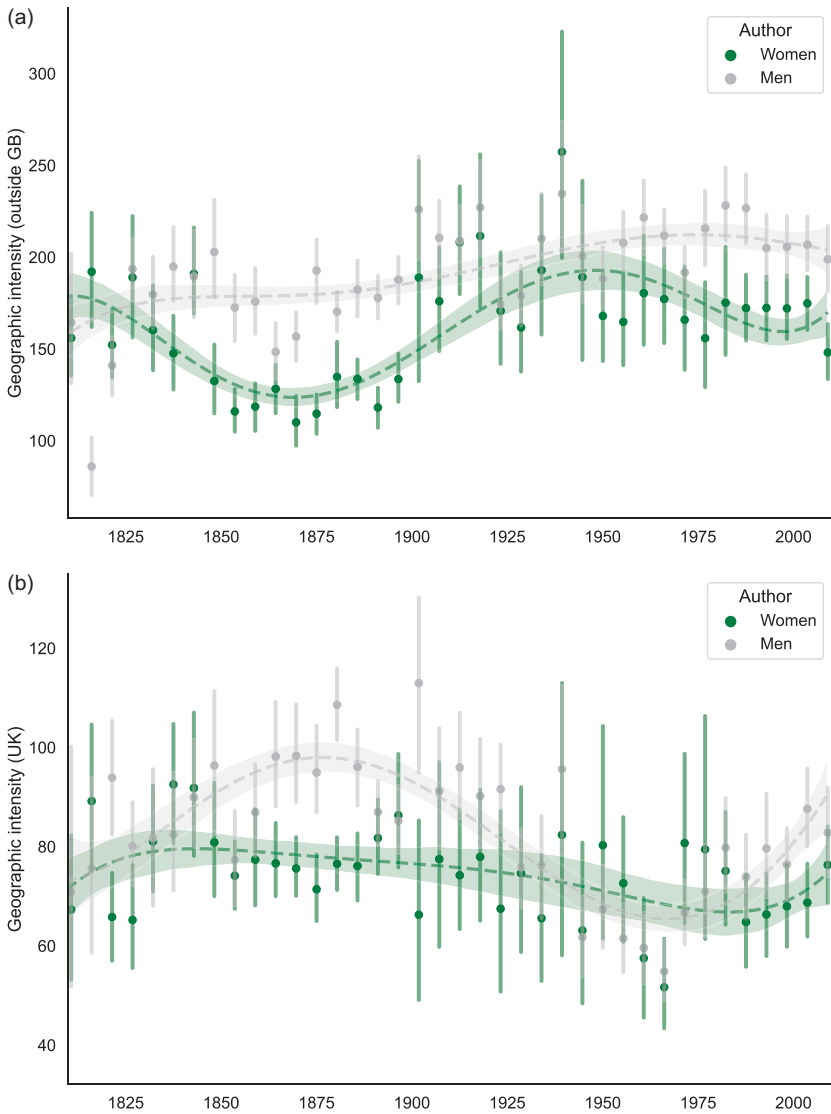 (a)
Author
Women
Men
Geographic intensity (outside GB)
300
250
200
150
100
1825 1850 1875 1900 1925 1950 1975 2000
(b)
Author
Women
Men
Geographic intensity (UK)
120
100
80
60
40
1825 1850 1875 1900 1925 1950 1975 2000